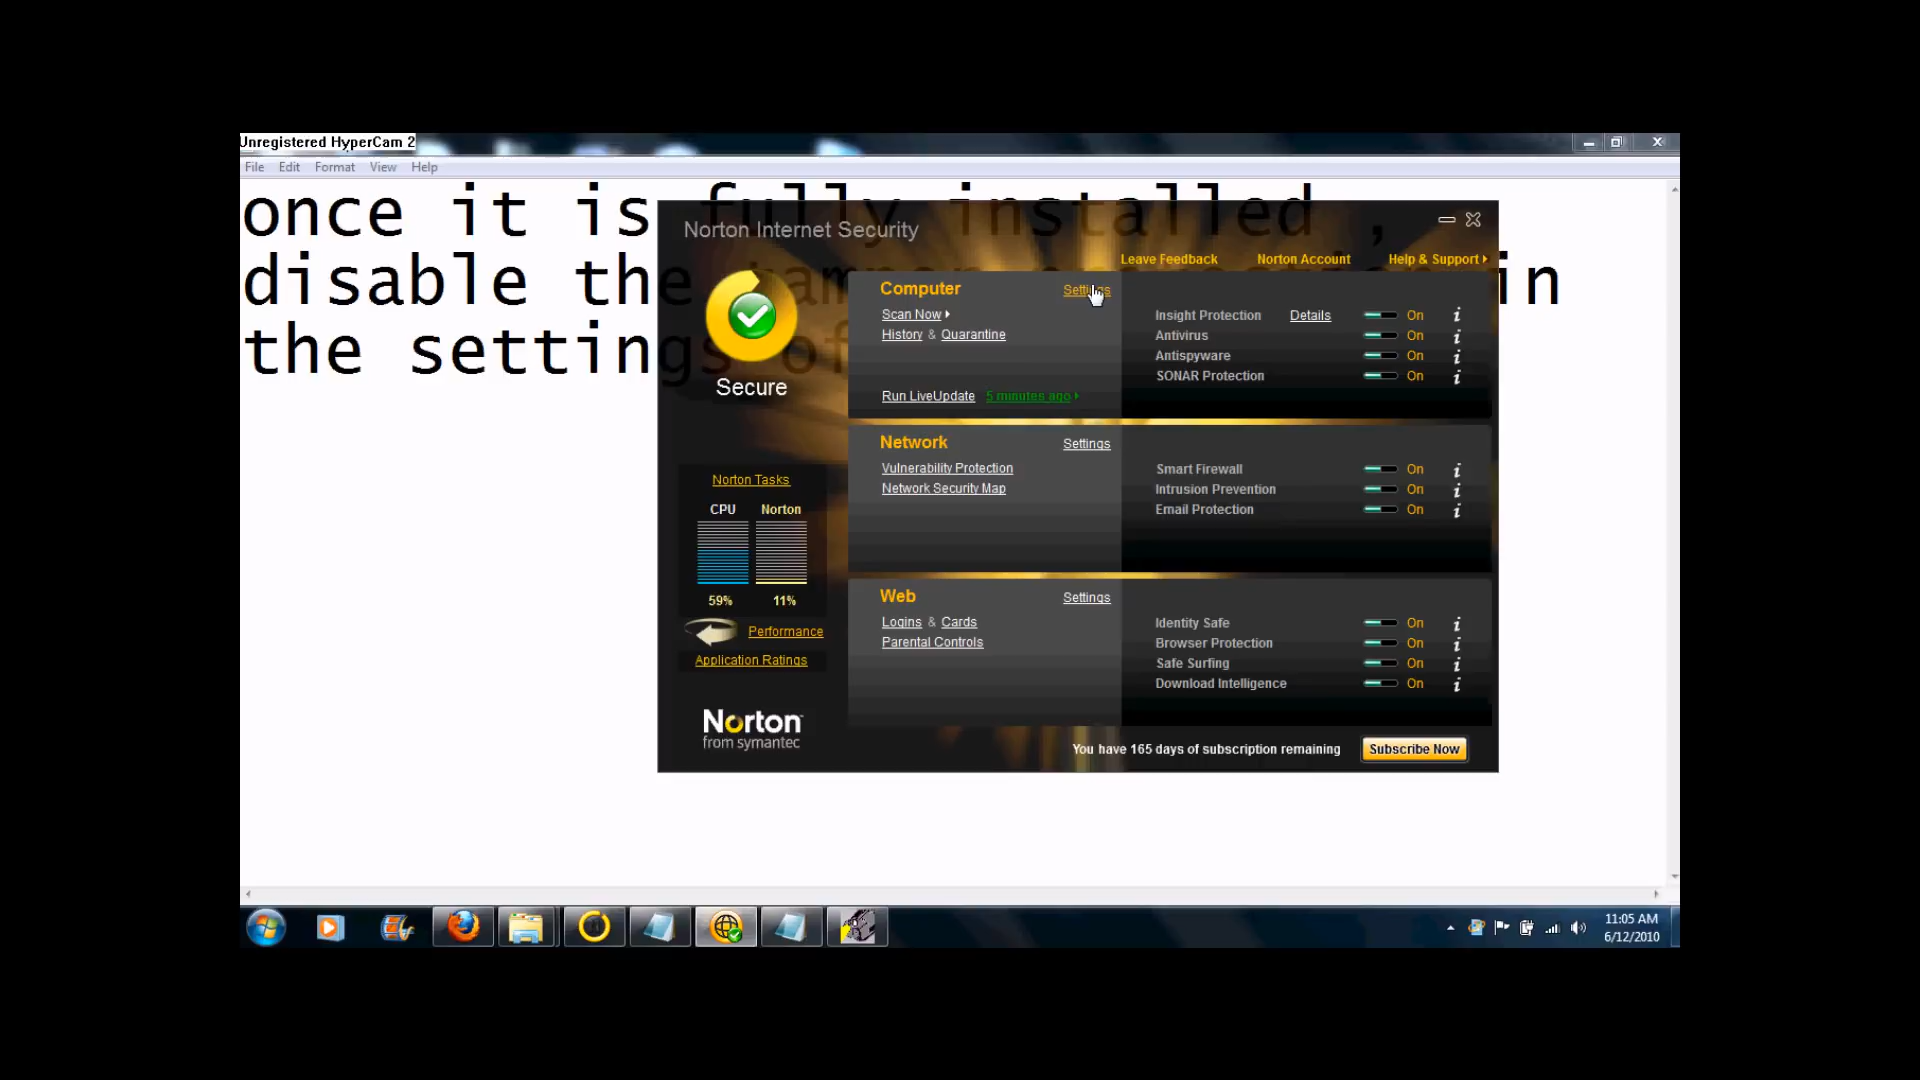 Unregistered HyperCam 2
File Edit Format View Help
once it is fully installed ,
disable the tamper in
the settings of
Norton Internet Security
Leave Feedback Norton Account Help & Support
Secure
Computer Settings
Scan Now
History & Quarantine
Run LiveUpdate 5 minutes ago
Insight Protection Details On
Antivirus On
Antispyware On
SONAR Protection On
Network Settings
Vulnerability Protection
Network Security Map
Smart Firewall On
Intrusion Prevention On
Email Protection On
Norton Tasks
CPU Norton
59% 11%
Performance
Application Ratings
Web Settings
Logins & Cards
Parental Controls
Identity Safe On
Browser Protection On
Safe Surfing On
Download Intelligence On
Norton
from symantec
You have 165 days of subscription remaining Subscribe Now
11:05 AM
6/12/2010